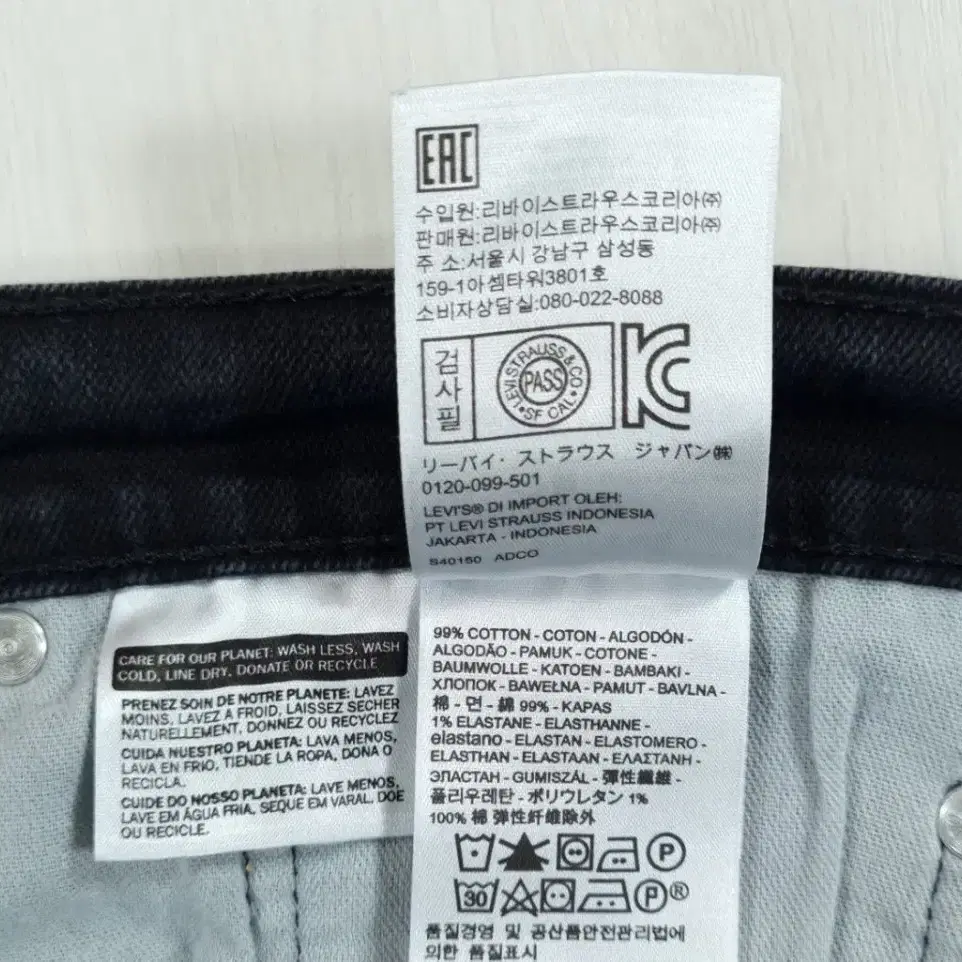 EAC
수입원:리바이스트라우스코리아㈜
판매원:리바이스트라우스코리아㈜
주 소:서울시 강남구 삼성동
159-1아셈타워3801호
소비자상담실:080-022-8088
검사필
LEVI STRAUSS & CO
PASS
SF CAL
KC
リーバイ・ストラウス ジャパン㈱
0120-099-501
LEVI'S® DI IMPORT OLEH:
PT LEVI STRAUSS INDONESIA
JAKARTA - INDONESIA
S40150 ADCO
CARE FOR OUR PLANET: WASH LESS, WASH
COLD, LINE DRY, DONATE OR RECYCLE
PRENEZ SOIN DE NOTRE PLANETE: LAVEZ
MOINS, LAVEZ A FROID, LAISSEZ SECHER
NATURELLEMENT, DONNEZ OU RECYCLEZ
CUIDA NUESTRO PLANETA: LAVA MENOS,
LAVA EN FRIO, TIENDE LA ROPA, DONA O
RECICLA.
CUIDE DO NOSSO PLANETA: LAVE MENOS,
LAVE EM ÁGUA FRIA, SEQUE EM VARAL, DOE
OU RECICLE.
99% COTTON - COTON - ALGODÓN -
ALGODÃO - PAMUK - COTONE -
BAUMWOLLE - KATOEN - BAMBAKI -
ХЛОПОК - BAWEŁNA - PAMUT - BAVLNA -
棉 - 면 - 綿 99% - KAPAS
1% ELASTANE - ELASTHANNE -
elastano - ELASTAN - ELASTOMERO -
ELASTHAN - ELASTAAN - ΕΛΑΣΤΑΝΗ -
ЭЛАСТАН - GUMISZÁL - 彈性纖維 -
폴리우레탄 - ポリウレタン 1%
100% 棉 弹性纤维除外
P
30 P®
품질경영 및 공산품안전관리법에
의한 품질표시